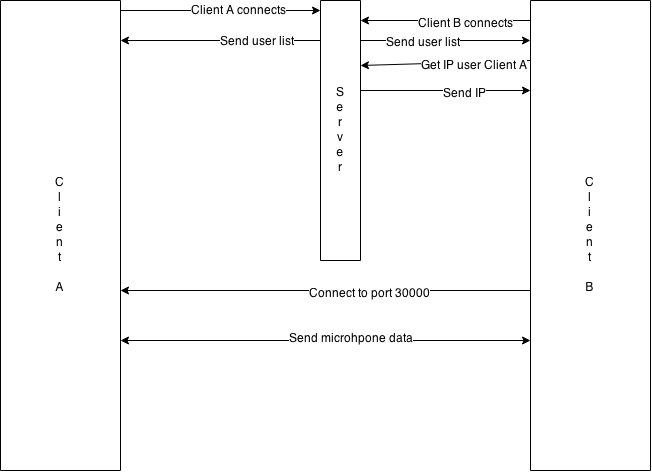 Client A connects
Client B connects
Send user list
Send user list
Get IP user Client A
Send IP
Server
Client A
Client B
Connect to port 30000
Send microhpone data